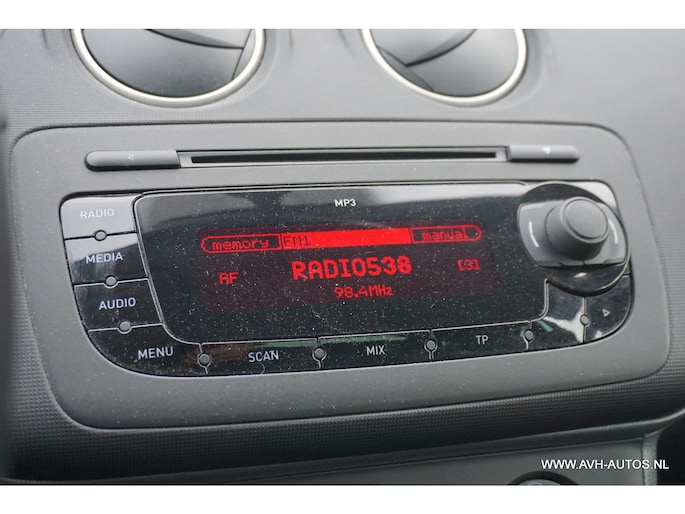 MP3
RADIO
MEDIA
AUDIO
MENU
SCAN
MIX
TP
memory FM1 manual
AF RADIO538 [3]
98.4MHz
WWW.AVH-AUTOS.NL